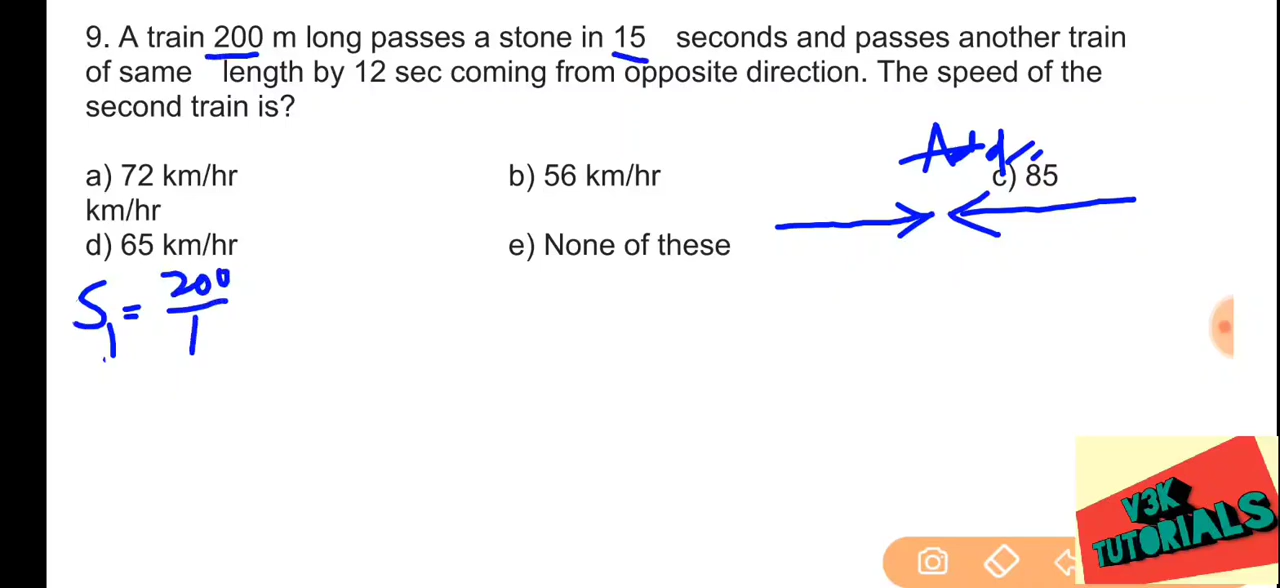 9. A train 200 m long passes a stone in 15 seconds and passes another train
of same length by 12 sec coming from opposite direction. The speed of the
second train is?
a) 72 km/hr b) 56 km/hr c) 85
km/hr
d) 65 km/hr e) None of these
S₁ = 200
1
V3K
TUTORIALS